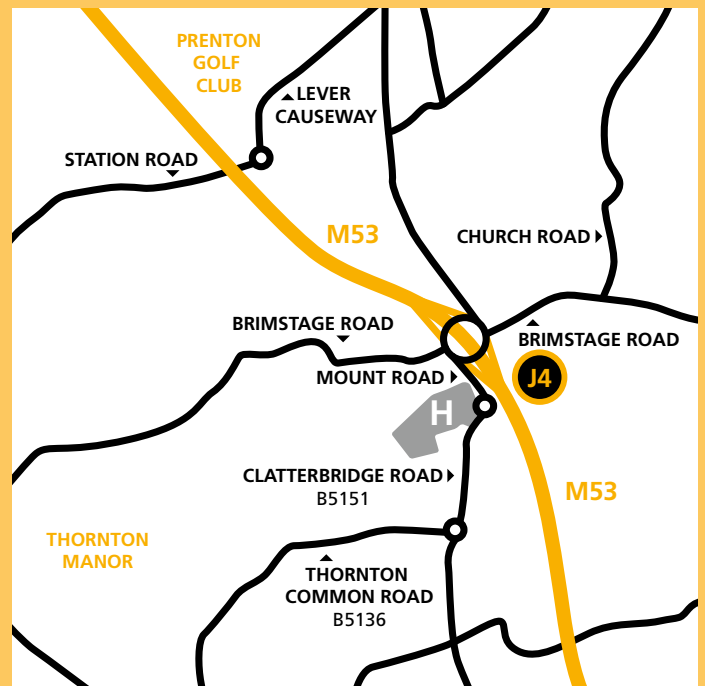 PRENTON
GOLF
CLUB
LEVER
CAUSEWAY
STATION ROAD
M53
CHURCH ROAD
BRIMSTAGE ROAD
BRIMSTAGE ROAD
MOUNT ROAD
J4
H
CLATTERBRIDGE ROAD
B5151
M53
THORNTON
MANOR
THORNTON
COMMON ROAD
B5136